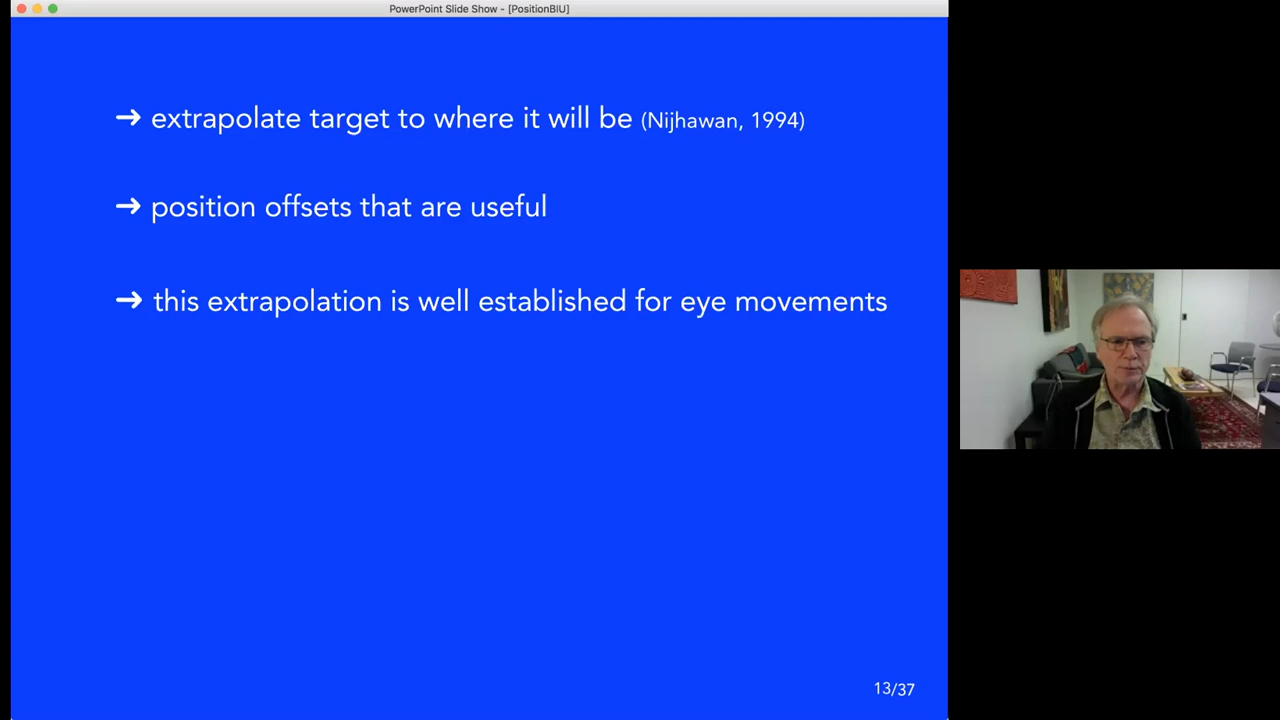 PowerPoint Slide Show - [PositionBIU]
➔ extrapolate target to where it will be (Nijhawan, 1994)
➔ position offsets that are useful
➔ this extrapolation is well established for eye movements
13/37